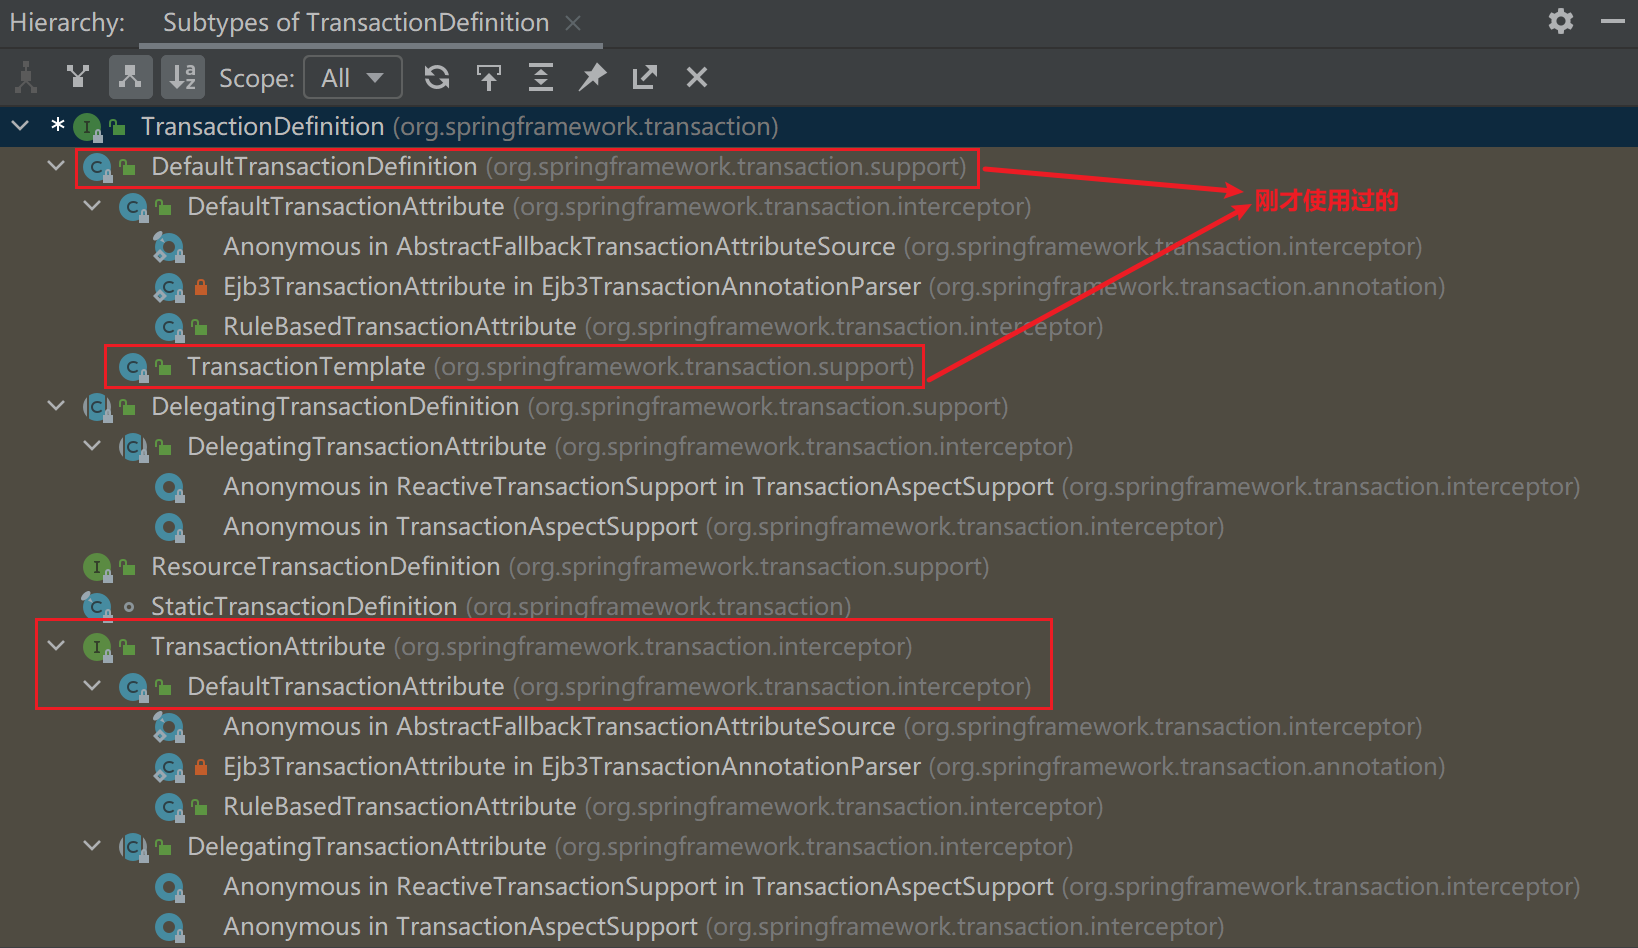 Hierarchy: Subtypes of TransactionDefinition
Scope: All
* TransactionDefinition (org.springframework.transaction)
DefaultTransactionDefinition (org.springframework.transaction.support)
刚才使用过的
DefaultTransactionAttribute (org.springframework.transaction.interceptor)
Anonymous in AbstractFallbackTransactionAttributeSource (org.springframework.transaction.interceptor)
Ejb3TransactionAttribute in Ejb3TransactionAnnotationParser (org.springframework.transaction.annotation)
RuleBasedTransactionAttribute (org.springframework.transaction.interceptor)
TransactionTemplate (org.springframework.transaction.support)
DelegatingTransactionDefinition (org.springframework.transaction.support)
DelegatingTransactionAttribute (org.springframework.transaction.interceptor)
Anonymous in ReactiveTransactionSupport in TransactionAspectSupport (org.springframework.transaction.interceptor)
Anonymous in TransactionAspectSupport (org.springframework.transaction.interceptor)
ResourceTransactionDefinition (org.springframework.transaction.support)
StaticTransactionDefinition (org.springframework.transaction)
TransactionAttribute (org.springframework.transaction.interceptor)
DefaultTransactionAttribute (org.springframework.transaction.interceptor)
Anonymous in AbstractFallbackTransactionAttributeSource (org.springframework.transaction.interceptor)
Ejb3TransactionAttribute in Ejb3TransactionAnnotationParser (org.springframework.transaction.annotation)
RuleBasedTransactionAttribute (org.springframework.transaction.interceptor)
DelegatingTransactionAttribute (org.springframework.transaction.interceptor)
Anonymous in ReactiveTransactionSupport in TransactionAspectSupport (org.springframework.transaction.interceptor)
Anonymous in TransactionAspectSupport (org.springframework.transaction.interceptor)